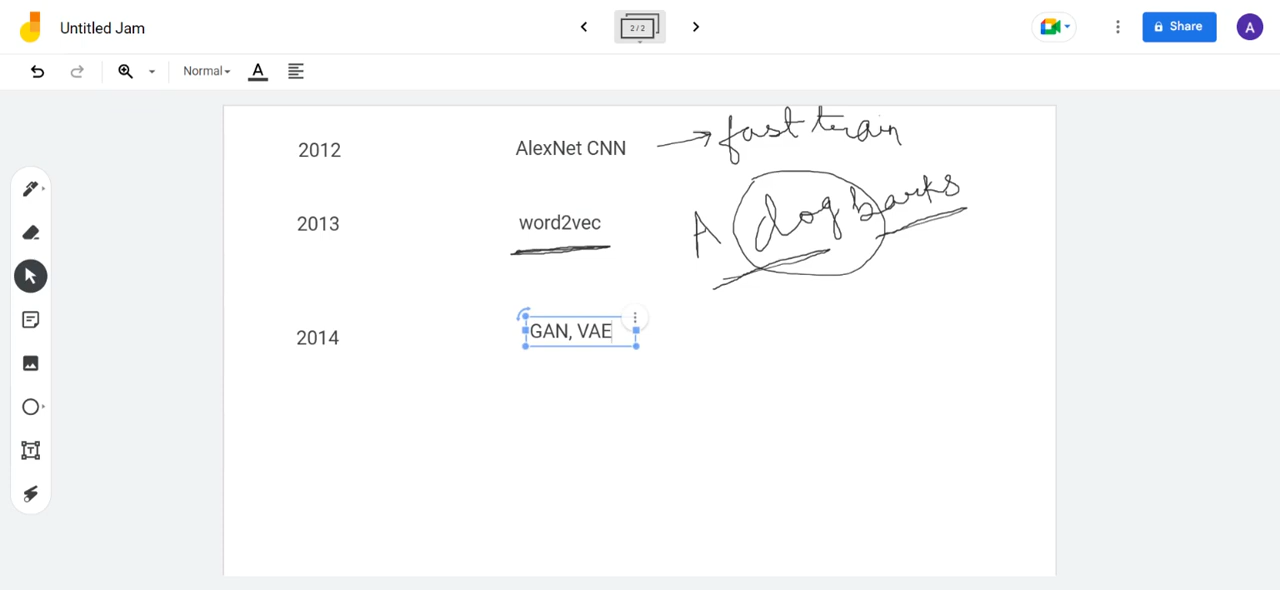 Untitled Jam
2 / 2
Share
A
Normal
A
2012 AlexNet CNN fast train
2013 word2vec A dog barks
2014 GAN, VAE